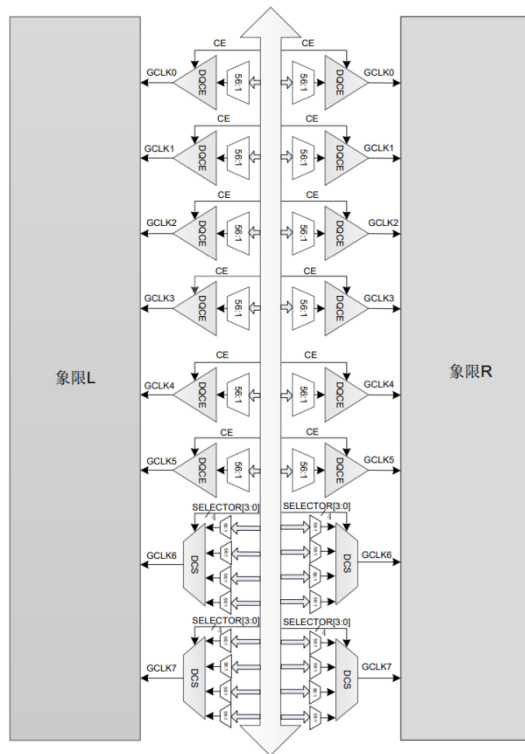 CE CE
GCLK0 DQCE 56:1 56:1 DQCE GCLK0
CE CE
GCLK1 DQCE 56:1 56:1 DQCE GCLK1
CE CE
GCLK2 DQCE 56:1 56:1 DQCE GCLK2
CE CE
GCLK3 DQCE 56:1 56:1 DQCE GCLK3
象限L
象限R
CE CE
GCLK4 DQCE 56:1 56:1 DQCE GCLK4
CE CE
GCLK5 DQCE 56:1 56:1 DQCE GCLK5
SELECTOR[3:0] SELECTOR[3:0]
4 4
GCLK6 DCS DCS GCLK6
SELECTOR[3:0] SELECTOR[3:0]
4 4
GCLK7 DCS DCS GCLK7